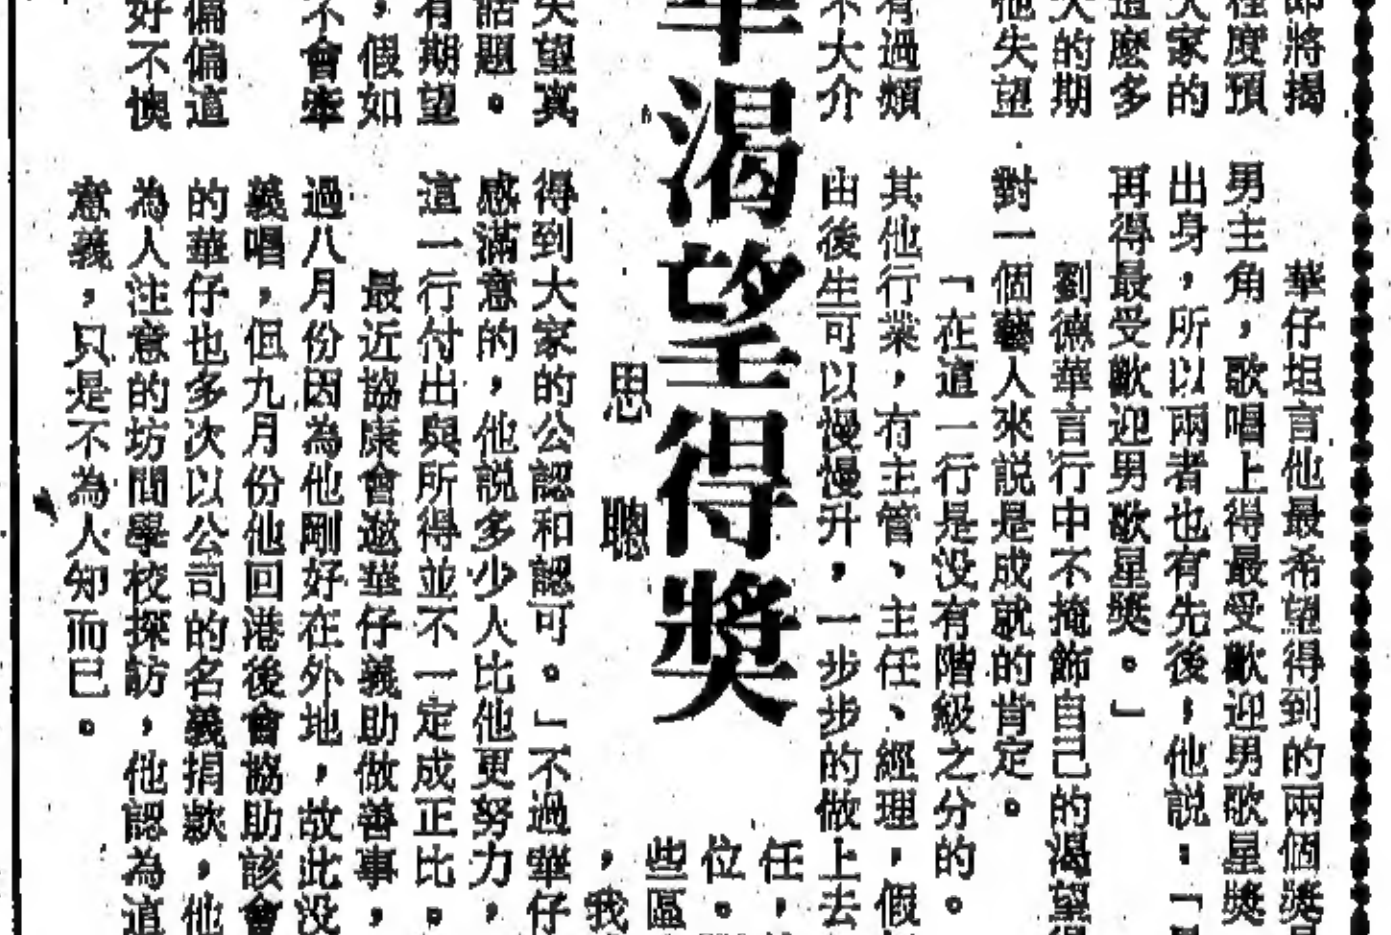 即將揭
程度預
大家的
這麽多
大的期
他失望
有過類
不大介
華渴望得獎
思聰
失望真
話題。
有期望
，假如
不會牽
偏偏這
好不懊
華仔坦言他最希望得到的兩個獎是
男主角，歌唱上得最受歡迎男歌星獎
出身，所以兩者也有先後，他説：「最
再得最受歡迎男歌星獎。」
劉德華言行中不掩飾自己的渴望得
對一個藝人來説是成就的肯定。
「在這一行是没有階級之分的。
其他行業，有主管、主任、經理，假
由後生可以慢慢升，一步步的做上去
任，
位。
些區
，我
得到大家的公認和認可。」不過華仔
感滿意的，他説多少人比他更努力，
這一行付出與所得並不一定成正比。
最近協康會邀華仔義助做善事，
過八月份因為他剛好在外地，故此没
義唱，但九月份他回港後會協助該會
的華仔也多次以公司的名義捐款，他
為人注意的坊間學校探訪，他認為這
意義，只是不為人知而已。